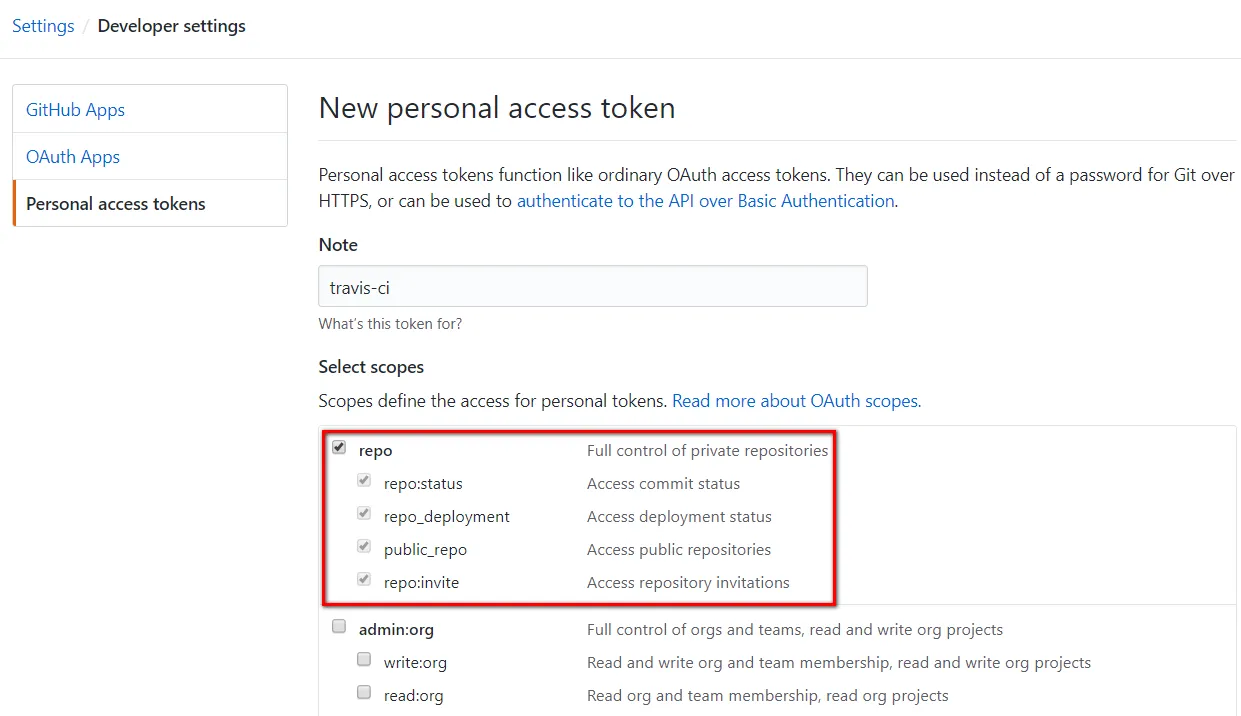 Settings / Developer settings
GitHub Apps
OAuth Apps
Personal access tokens
New personal access token
Personal access tokens function like ordinary OAuth access tokens. They can be used instead of a password for Git over
HTTPS, or can be used to authenticate to the API over Basic Authentication.
Note
travis-ci
What's this token for?
Select scopes
Scopes define the access for personal tokens. Read more about OAuth scopes.
repo Full control of private repositories
repo:status Access commit status
repo_deployment Access deployment status
public_repo Access public repositories
repo:invite Access repository invitations
admin:org Full control of orgs and teams, read and write org projects
write:org Read and write org and team membership, read and write org projects
read:org Read org and team membership, read org projects